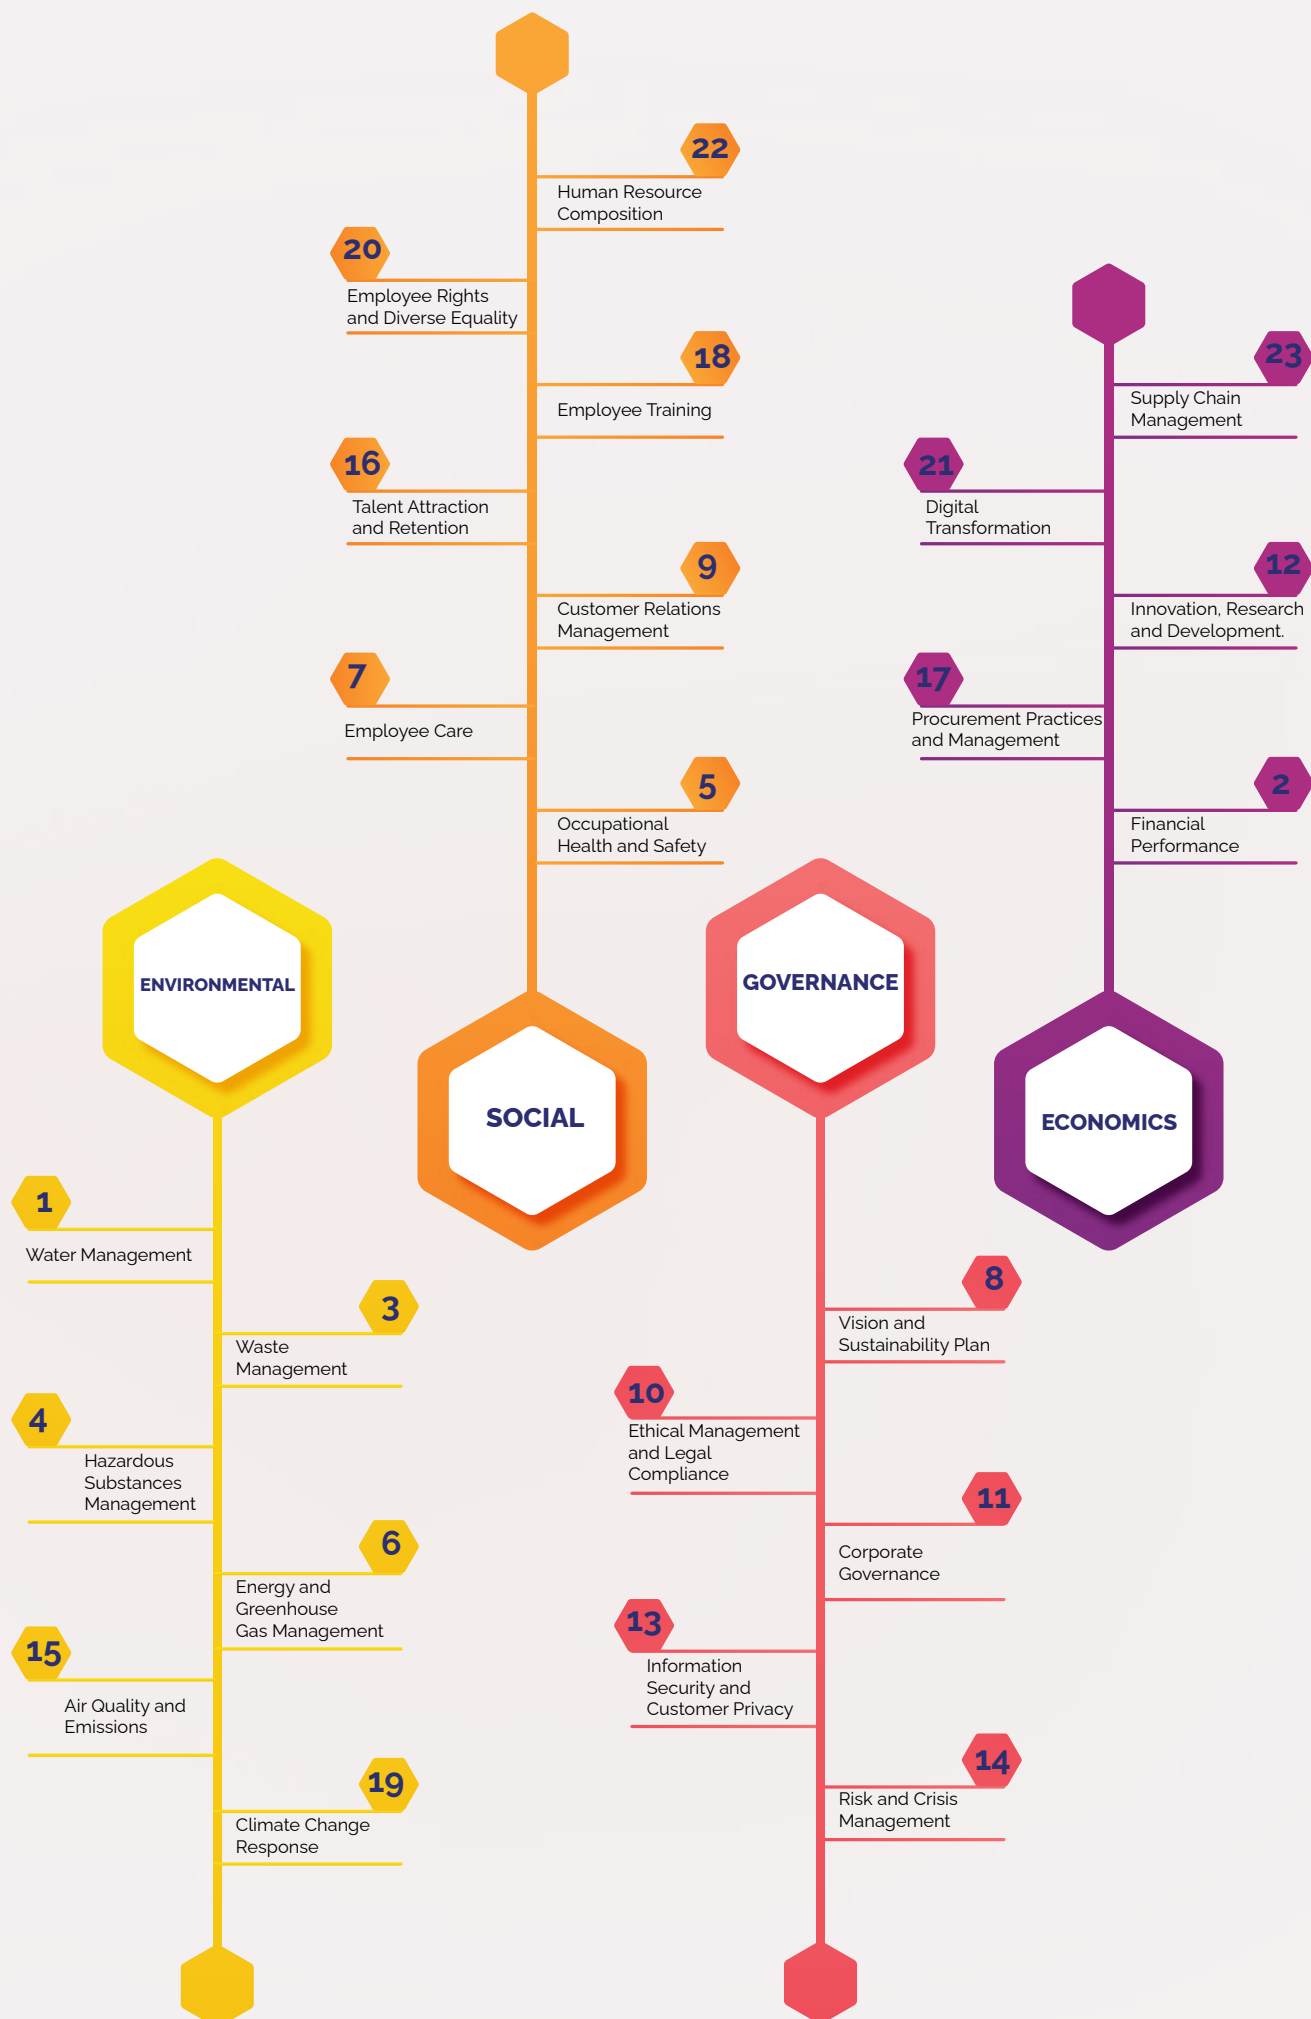 22
Human Resource
Composition
20
Employee Rights
and Diverse Equality
18
Employee Training
16
Talent Attraction
and Retention
9
Customer Relations
Management
7
Employee Care
5
Occupational
Health and Safety
23
Supply Chain
Management
21
Digital
Transformation
12
Innovation, Research
and Development.
17
Procurement Practices
and Management
2
Financial
Performance
ENVIRONMENTAL
SOCIAL
GOVERNANCE
ECONOMICS
1
Water Management
3
Waste
Management
4
Hazardous
Substances
Management
6
Energy and
Greenhouse
Gas Management
15
Air Quality and
Emissions
19
Climate Change
Response
8
Vision and
Sustainability Plan
10
Ethical Management
and Legal
Compliance
11
Corporate
Governance
13
Information
Security and
Customer Privacy
14
Risk and Crisis
Management